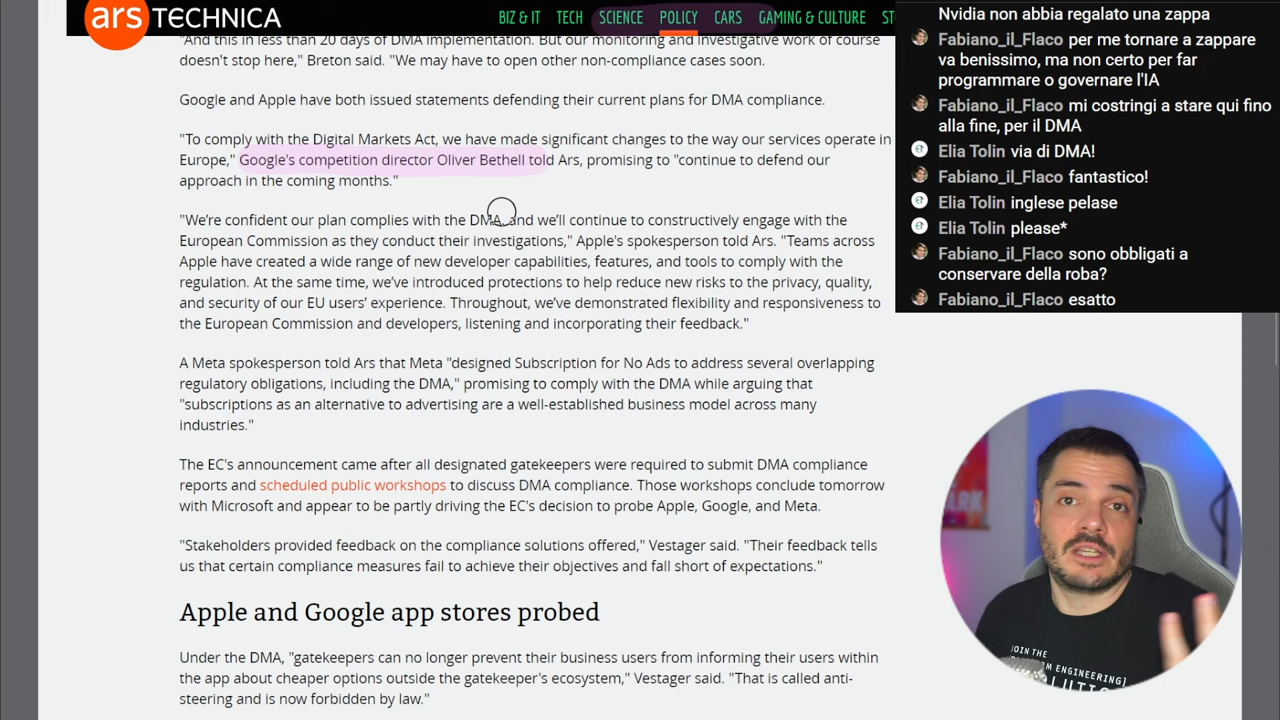 ars TECHNICA
BIZ & IT TECH SCIENCE POLICY CARS GAMING & CULTURE ST
"And this in less than 20 days of DMA implementation. But our monitoring and investigative work of course
doesn't stop here," Breton said. "We may have to open other non-compliance cases soon.
Google and Apple have both issued statements defending their current plans for DMA compliance.
"To comply with the Digital Markets Act, we have made significant changes to the way our services operate in
Europe," Google's competition director Oliver Bethell told Ars, promising to "continue to defend our
approach in the coming months."
"We're confident our plan complies with the DMA, and we'll continue to constructively engage with the
European Commission as they conduct their investigations," Apple's spokesperson told Ars. "Teams across
Apple have created a wide range of new developer capabilities, features, and tools to comply with the
regulation. At the same time, we've introduced protections to help reduce new risks to the privacy, quality,
and security of our EU users' experience. Throughout, we've demonstrated flexibility and responsiveness to
the European Commission and developers, listening and incorporating their feedback."
A Meta spokesperson told Ars that Meta "designed Subscription for No Ads to address several overlapping
regulatory obligations, including the DMA," promising to comply with the DMA while arguing that
"subscriptions as an alternative to advertising are a well-established business model across many
industries."
The EC's announcement came after all designated gatekeepers were required to submit DMA compliance
reports and scheduled public workshops to discuss DMA compliance. Those workshops conclude tomorrow
with Microsoft and appear to be partly driving the EC's decision to probe Apple, Google, and Meta.
"Stakeholders provided feedback on the compliance solutions offered," Vestager said. "Their feedback tells
us that certain compliance measures fail to achieve their objectives and fall short of expectations."
Apple and Google app stores probed
Under the DMA, "gatekeepers can no longer prevent their business users from informing their users within
the app about cheaper options outside the gatekeeper's ecosystem," Vestager said. "That is called anti-
steering and is now forbidden by law."
Nvidia non abbia regalato una zappa
Fabiano_il_Flaco per me tornare a zappare
va benissimo, ma non certo per far
programmare o governare l'IA
Fabiano_il_Flaco mi costringi a stare qui fino
alla fine, per il DMA
Elia Tolin via di DMA!
Fabiano_il_Flaco fantastico!
Elia Tolin inglese pelase
Elia Tolin please*
Fabiano_il_Flaco sono obbligati a
conservare della roba?
Fabiano_il_Flaco esatto
JOIN THE
ENGINEERING}